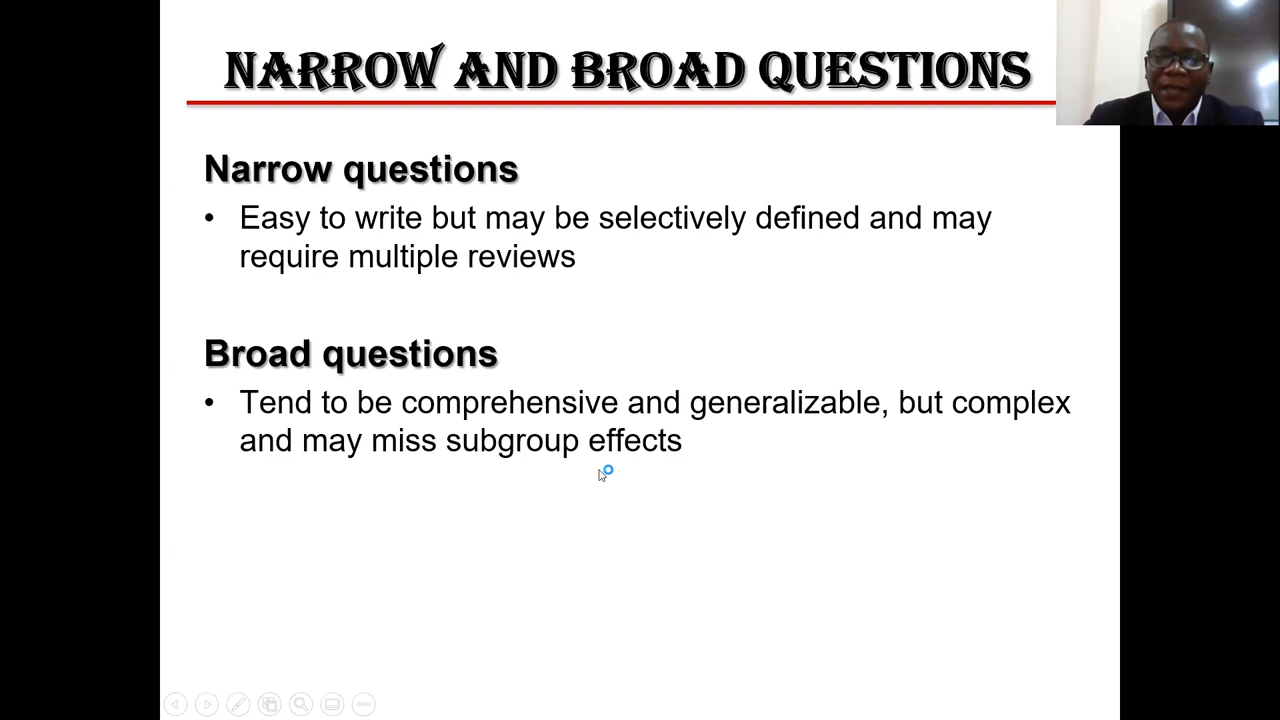 NARROW AND BROAD QUESTIONS
Narrow questions
• Easy to write but may be selectively defined and may
require multiple reviews
Broad questions
• Tend to be comprehensive and generalizable, but complex
and may miss subgroup effects